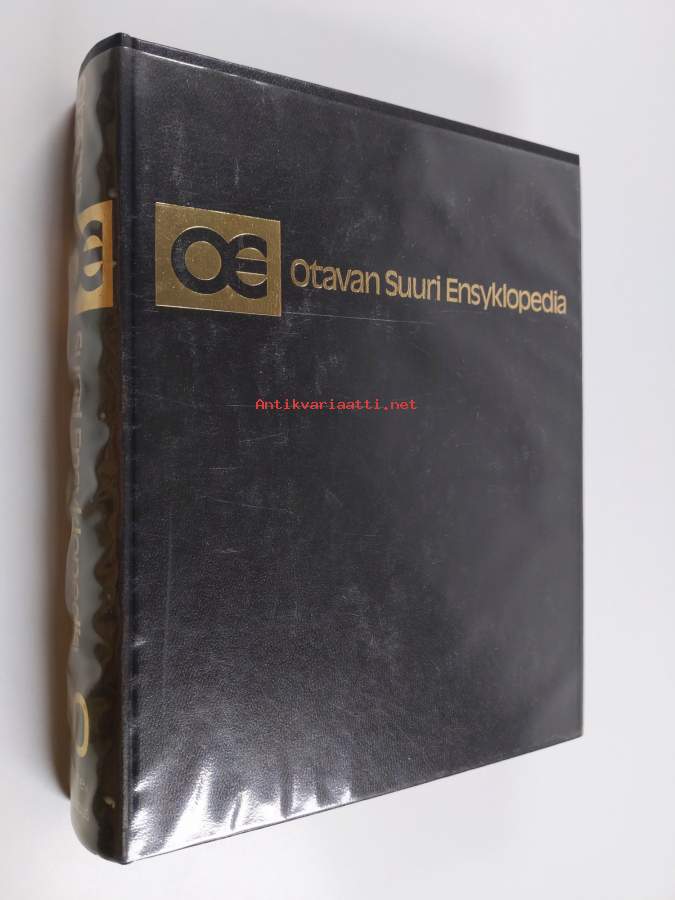 OE Otavan Suuri Ensyklopedia
Antikvariaatti.net